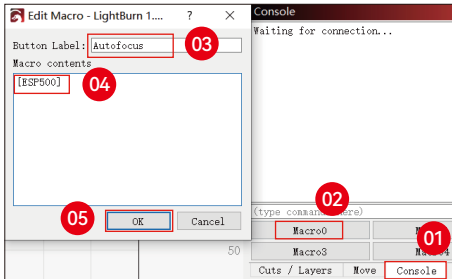 Edit Macro - LightBurn 1.... ? ×
Button Label: Autofocus
03
Macro contents
[ESP500]
04
05
OK
Cancel
Console
Waiting for connection...
02
(type comman here)
Macro0
01
Macro3
50
Cuts / Layers
Move
Console